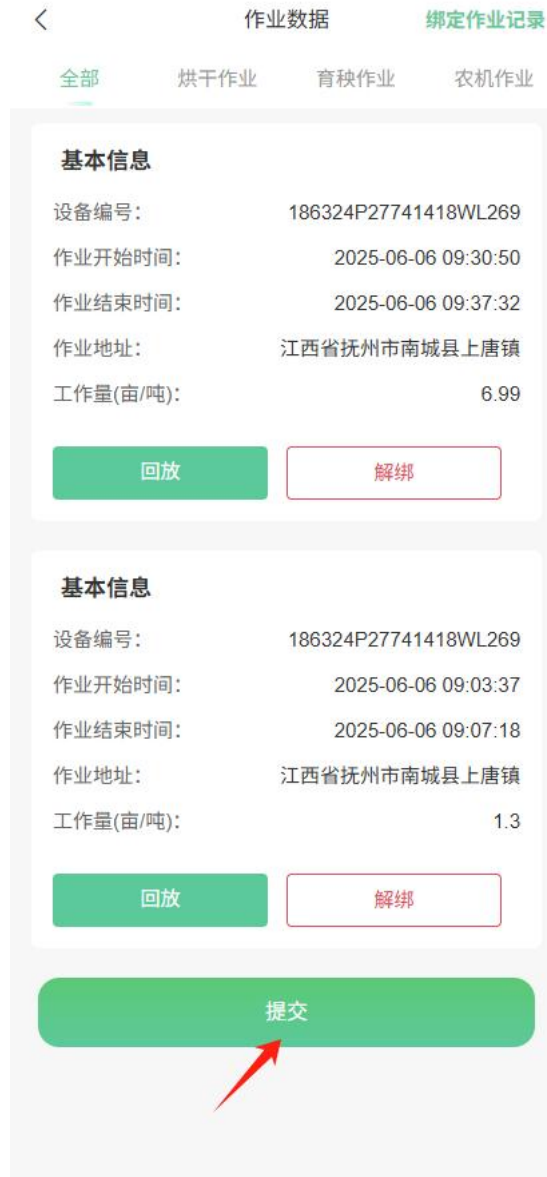 作业数据 绑定作业记录
全部 烘干作业 育秧作业 农机作业
基本信息
设备编号： 186324P27741418WL269
作业开始时间： 2025-06-06 09:30:50
作业结束时间： 2025-06-06 09:37:32
作业地址： 江西省抚州市南城县上唐镇
工作量(亩/吨)： 6.99
回放 解绑
基本信息
设备编号： 186324P27741418WL269
作业开始时间： 2025-06-06 09:03:37
作业结束时间： 2025-06-06 09:07:18
作业地址： 江西省抚州市南城县上唐镇
工作量(亩/吨)： 1.3
回放 解绑
提交